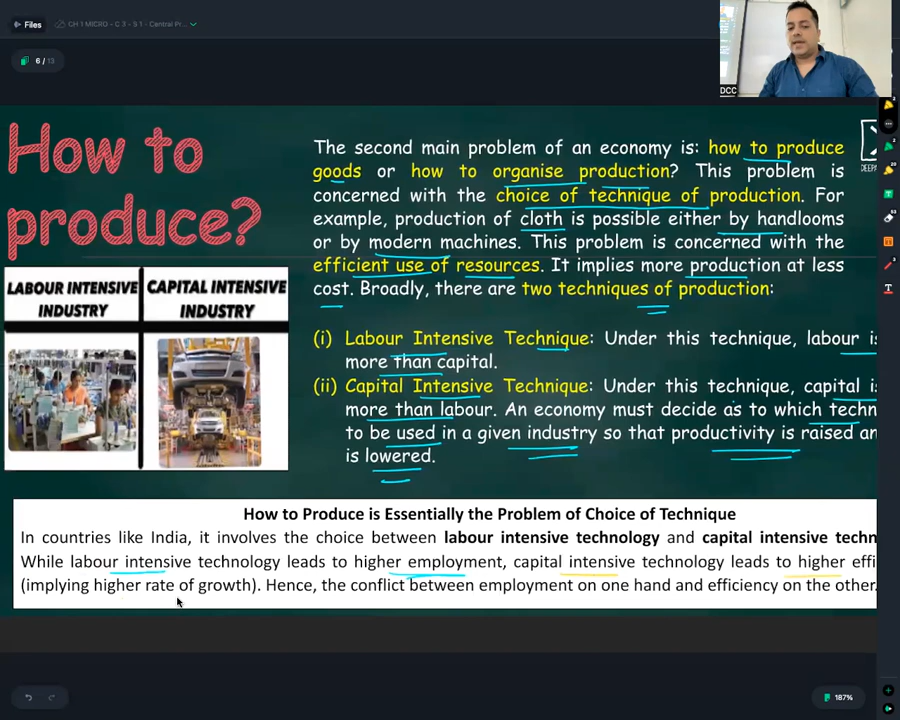 Files
CH 1 MICRO - C 3 - S 1 - Central Pr...
6 / 13
DCC
How to
produce?
LABOUR INTENSIVE
INDUSTRY
CAPITAL INTENSIVE
INDUSTRY
The second main problem of an economy is: how to produce
goods or how to organise production? This problem is
concerned with the choice of technique of production. For
example, production of cloth is possible either by handlooms
or by modern machines. This problem is concerned with the
efficient use of resources. It implies more production at less
cost. Broadly, there are two techniques of production:
(i) Labour Intensive Technique: Under this technique, labour is
more than capital.
(ii) Capital Intensive Technique: Under this technique, capital is
more than labour. An economy must decide as to which techn
to be used in a given industry so that productivity is raised an
is lowered.
How to Produce is Essentially the Problem of Choice of Technique
In countries like India, it involves the choice between labour intensive technology and capital intensive techn
While labour intensive technology leads to higher employment, capital intensive technology leads to higher effi
(implying higher rate of growth). Hence, the conflict between employment on one hand and efficiency on the other.
187%